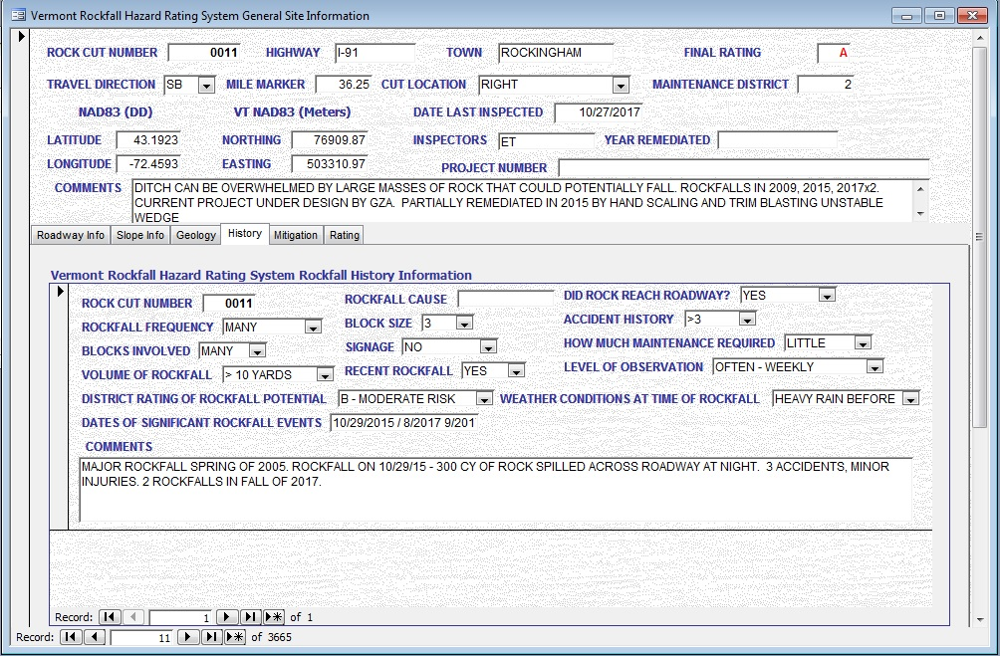 Vermont Rockfall Hazard Rating System General Site Information
ROCK CUT NUMBER 0011 HIGHWAY I-91 TOWN ROCKINGHAM FINAL RATING A
TRAVEL DIRECTION SB MILE MARKER 36.25 CUT LOCATION RIGHT MAINTENANCE DISTRICT 2
NAD83 (DD) VT NAD83 (Meters) DATE LAST INSPECTED 10/27/2017
LATITUDE 43.1923 NORTHING 76909.87 INSPECTORS ET YEAR REMEDIATED
LONGITUDE -72.4593 EASTING 503310.97 PROJECT NUMBER
COMMENTS DITCH CAN BE OVERWHELMED BY LARGE MASSES OF ROCK THAT COULD POTENTIALLY FALL. ROCKFALLS IN 2009, 2015, 2017x2.
CURRENT PROJECT UNDER DESIGN BY GZA. PARTIALLY REMEDIATED IN 2015 BY HAND SCALING AND TRIM BLASTING UNSTABLE
WEDGE
Roadway Info Slope Info Geology History Mitigation Rating
Vermont Rockfall Hazard Rating System Rockfall History Information
ROCK CUT NUMBER 0011 ROCKFALL CAUSE DID ROCK REACH ROADWAY? YES
ROCKFALL FREQUENCY MANY BLOCK SIZE 3 ACCIDENT HISTORY >3
BLOCKS INVOLVED MANY SIGNAGE NO HOW MUCH MAINTENANCE REQUIRED LITTLE
VOLUME OF ROCKFALL > 10 YARDS RECENT ROCKFALL YES LEVEL OF OBSERVATION OFTEN - WEEKLY
DISTRICT RATING OF ROCKFALL POTENTIAL B - MODERATE RISK WEATHER CONDITIONS AT TIME OF ROCKFALL HEAVY RAIN BEFORE
DATES OF SIGNIFICANT ROCKFALL EVENTS 10/29/2015 / 8/2017 9/201
COMMENTS
MAJOR ROCKFALL SPRING OF 2005. ROCKFALL ON 10/29/15 - 300 CY OF ROCK SPILLED ACROSS ROADWAY AT NIGHT. 3 ACCIDENTS, MINOR
INJURIES. 2 ROCKFALLS IN FALL OF 2017.
Record: 1 of 1
Record: 11 of 3665